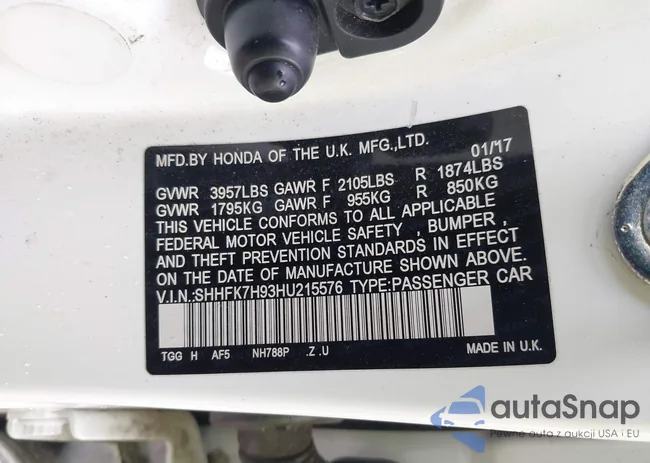 MFD.BY HONDA OF THE U.K. MFG.,LTD. 01/17
GVWR 3957LBS GAWR F 2105LBS R 1874LBS
GVWR 1795KG GAWR F 955KG R 850KG
THIS VEHICLE CONFORMS TO ALL APPLICABLE
FEDERAL MOTOR VEHICLE SAFETY , BUMPER ,
AND THEFT PREVENTION STANDARDS IN EFFECT
ON THE DATE OF MANUFACTURE SHOWN ABOVE.
V.I.N.:SHHFK7H93HU215576 TYPE:PASSENGER CAR
TGG H AF5 NH788P .Z .U MADE IN U.K.
autoSnap
Pewne auta z aukcji USA i EU